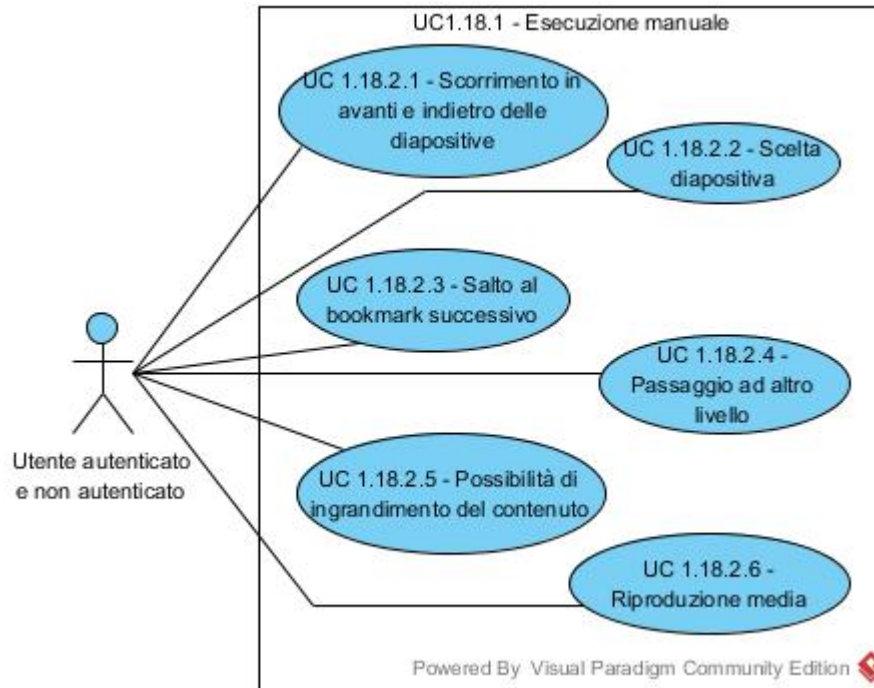 UC1.18.1 - Esecuzione manuale
UC 1.18.2.1 - Scorrimento in
avanti e indietro delle
diapositive
UC 1.18.2.2 - Scelta
diapositiva
UC 1.18.2.3 - Salto al
bookmark successivo
UC 1.18.2.4 -
Passaggio ad altro
livello
Utente autenticato
e non autenticato
UC 1.18.2.5 - Possibilità di
ingrandimento del contenuto
UC 1.18.2.6 -
Riproduzione media
Powered By Visual Paradigm Community Edition